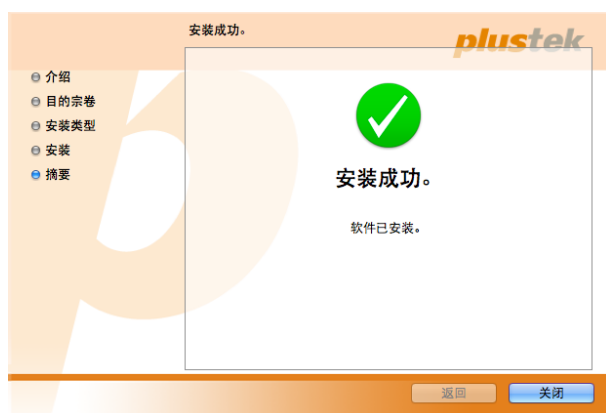 安装成功。
plustek
介绍
目的宗卷
安装类型
安装
摘要
安装成功。
软件已安装。
返回
关闭